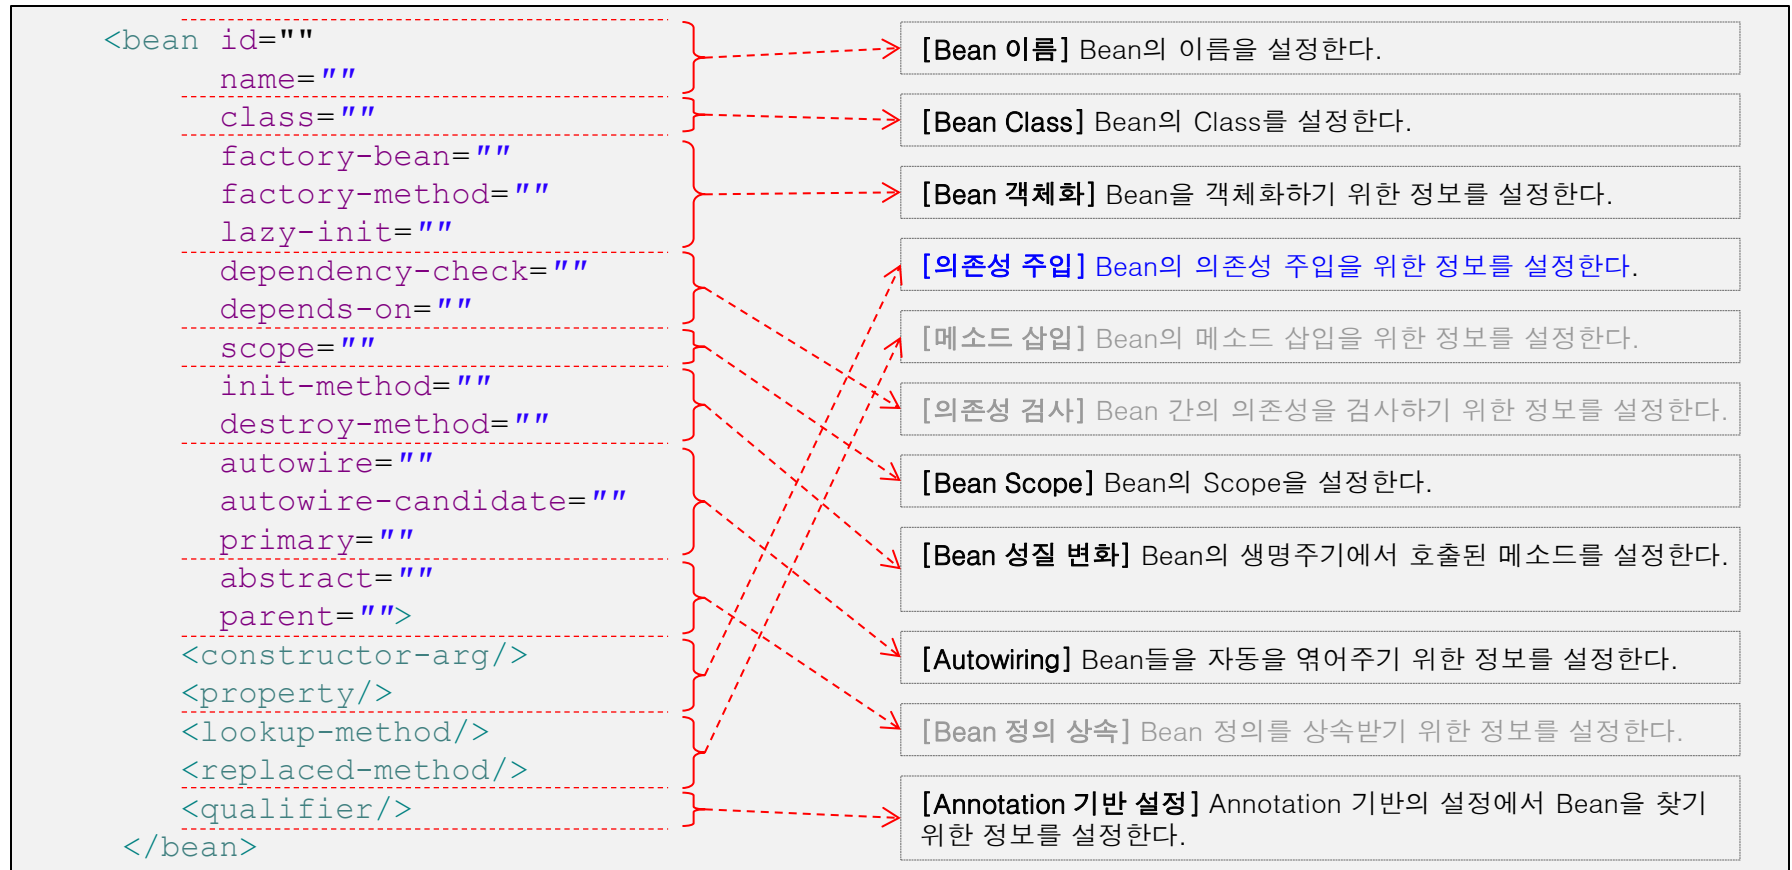 <bean id=""
name=""
class=""
factory-bean=""
factory-method=""
lazy-init=""
dependency-check=""
depends-on=""
scope=""
init-method=""
destroy-method=""
autowire=""
autowire-candidate=""
primary=""
abstract=""
parent="">
<constructor-arg/>
<property/>
<lookup-method/>
<replaced-method/>
<qualifier/>
</bean>
[Bean 이름] Bean의 이름을 설정한다.
[Bean Class] Bean의 Class를 설정한다.
[Bean 객체화] Bean을 객체화하기 위한 정보를 설정한다.
[의존성 주입] Bean의 의존성 주입을 위한 정보를 설정한다.
[메소드 삽입] Bean의 메소드 삽입을 위한 정보를 설정한다.
[의존성 검사] Bean 간의 의존성을 검사하기 위한 정보를 설정한다.
[Bean Scope] Bean의 Scope을 설정한다.
[Bean 성질 변화] Bean의 생명주기에서 호출된 메소드를 설정한다.
[Autowiring] Bean들을 자동을 엮어주기 위한 정보를 설정한다.
[Bean 정의 상속] Bean 정의를 상속받기 위한 정보를 설정한다.
[Annotation 기반 설정] Annotation 기반의 설정에서 Bean을 찾기
위한 정보를 설정한다.